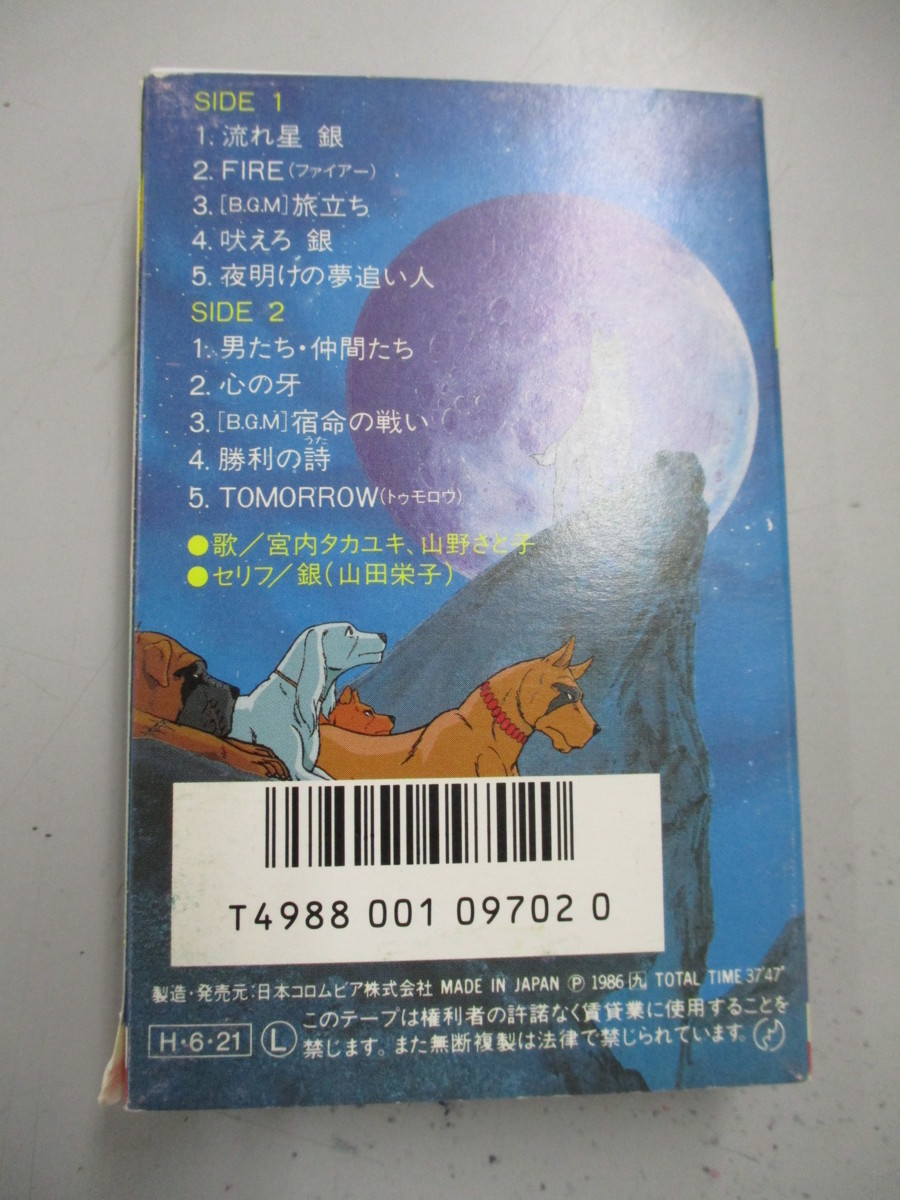 SIDE 1
1. 流れ星 銀
2. FIRE(ファイアー)
3. [B.G.M]旅立ち
4. 吠えろ 銀
5. 夜明けの夢追い人
SIDE 2
1. 男たち・仲間たち
2. 心の牙
3. [B.G.M]宿命の戦い
うた
4. 勝利の詩
5. TOMORROW(トゥモロウ)
●歌/宮内タカユキ、山野さと子
●セリフ/銀(山田栄子)
T4988 001 09702 0
製造・発売元:日本コロムビア株式会社 MADE IN JAPAN Ⓟ 1986 九 TOTAL TIME 37'47"
H・6・21 Ⓛ このテープは権利者の許諾なく賃貸業に使用することを
禁じます。また無断複製は法律で禁じられています。